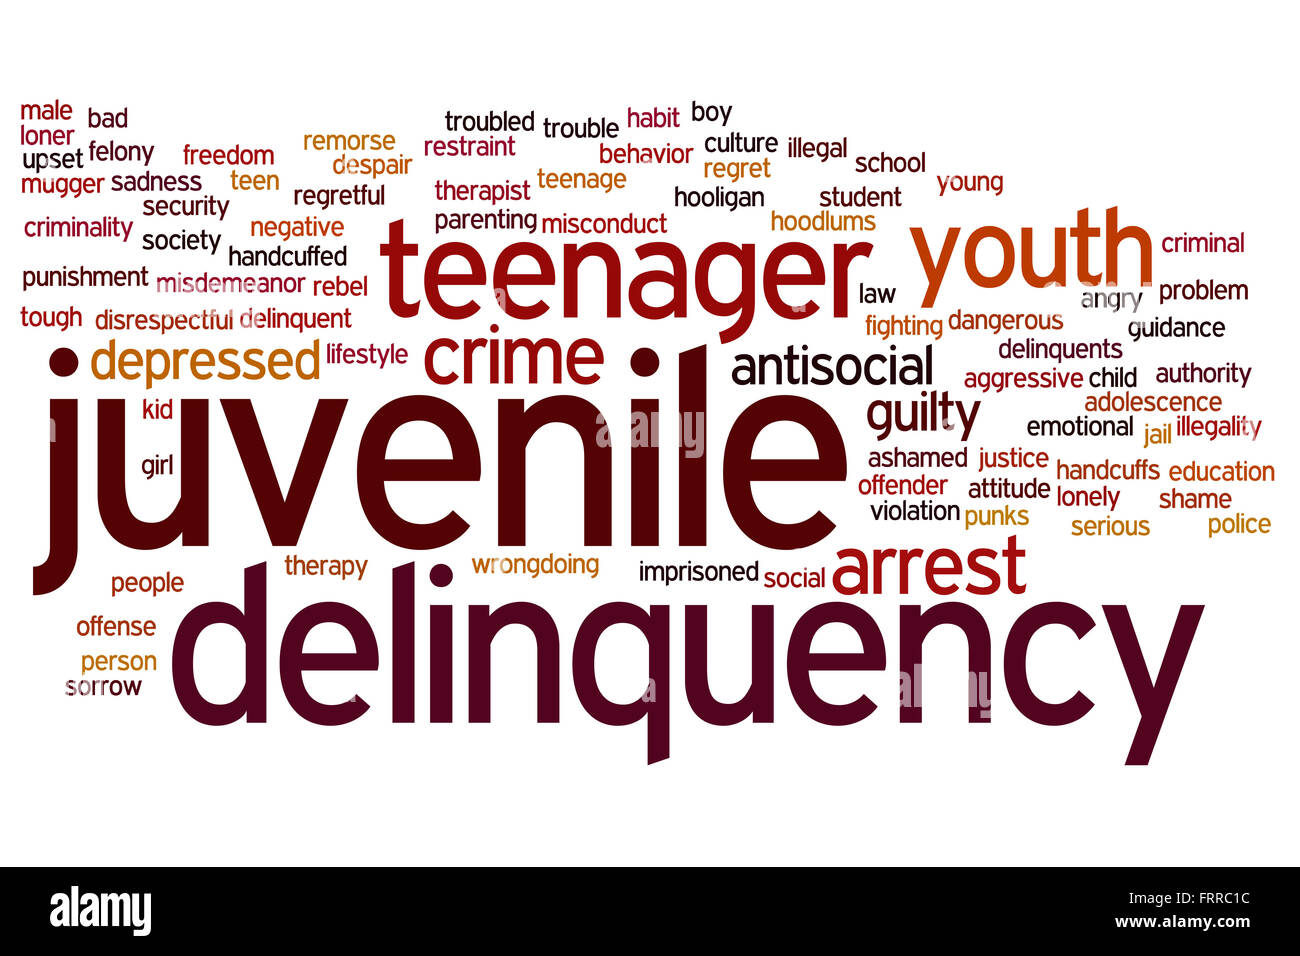 male bad
loner
upset felony freedom remorse
despair
mugger sadness teen regretful
security
criminality society negative
handcuffed
punishment misdemeanor rebel
tough disrespectful delinquent
depressed lifestyle
troubled trouble habit boy
restraint behavior culture illegal
therapist teenage regret school
hooligan student young
parenting misconduct hoodlums
teenager youth criminal
law angry problem
fighting dangerous guidance
crime antisocial delinquents
aggressive child authority
guilty adolescence
emotional jail illegality
kid
girl
juvenile
ashamed justice handcuffs education
offender attitude lonely shame
violation punks serious police
people therapy wrongdoing imprisoned social arrest
offense
person
sorrow
delinquency
alamy
Image ID: FRRC1C
www.alamy.com